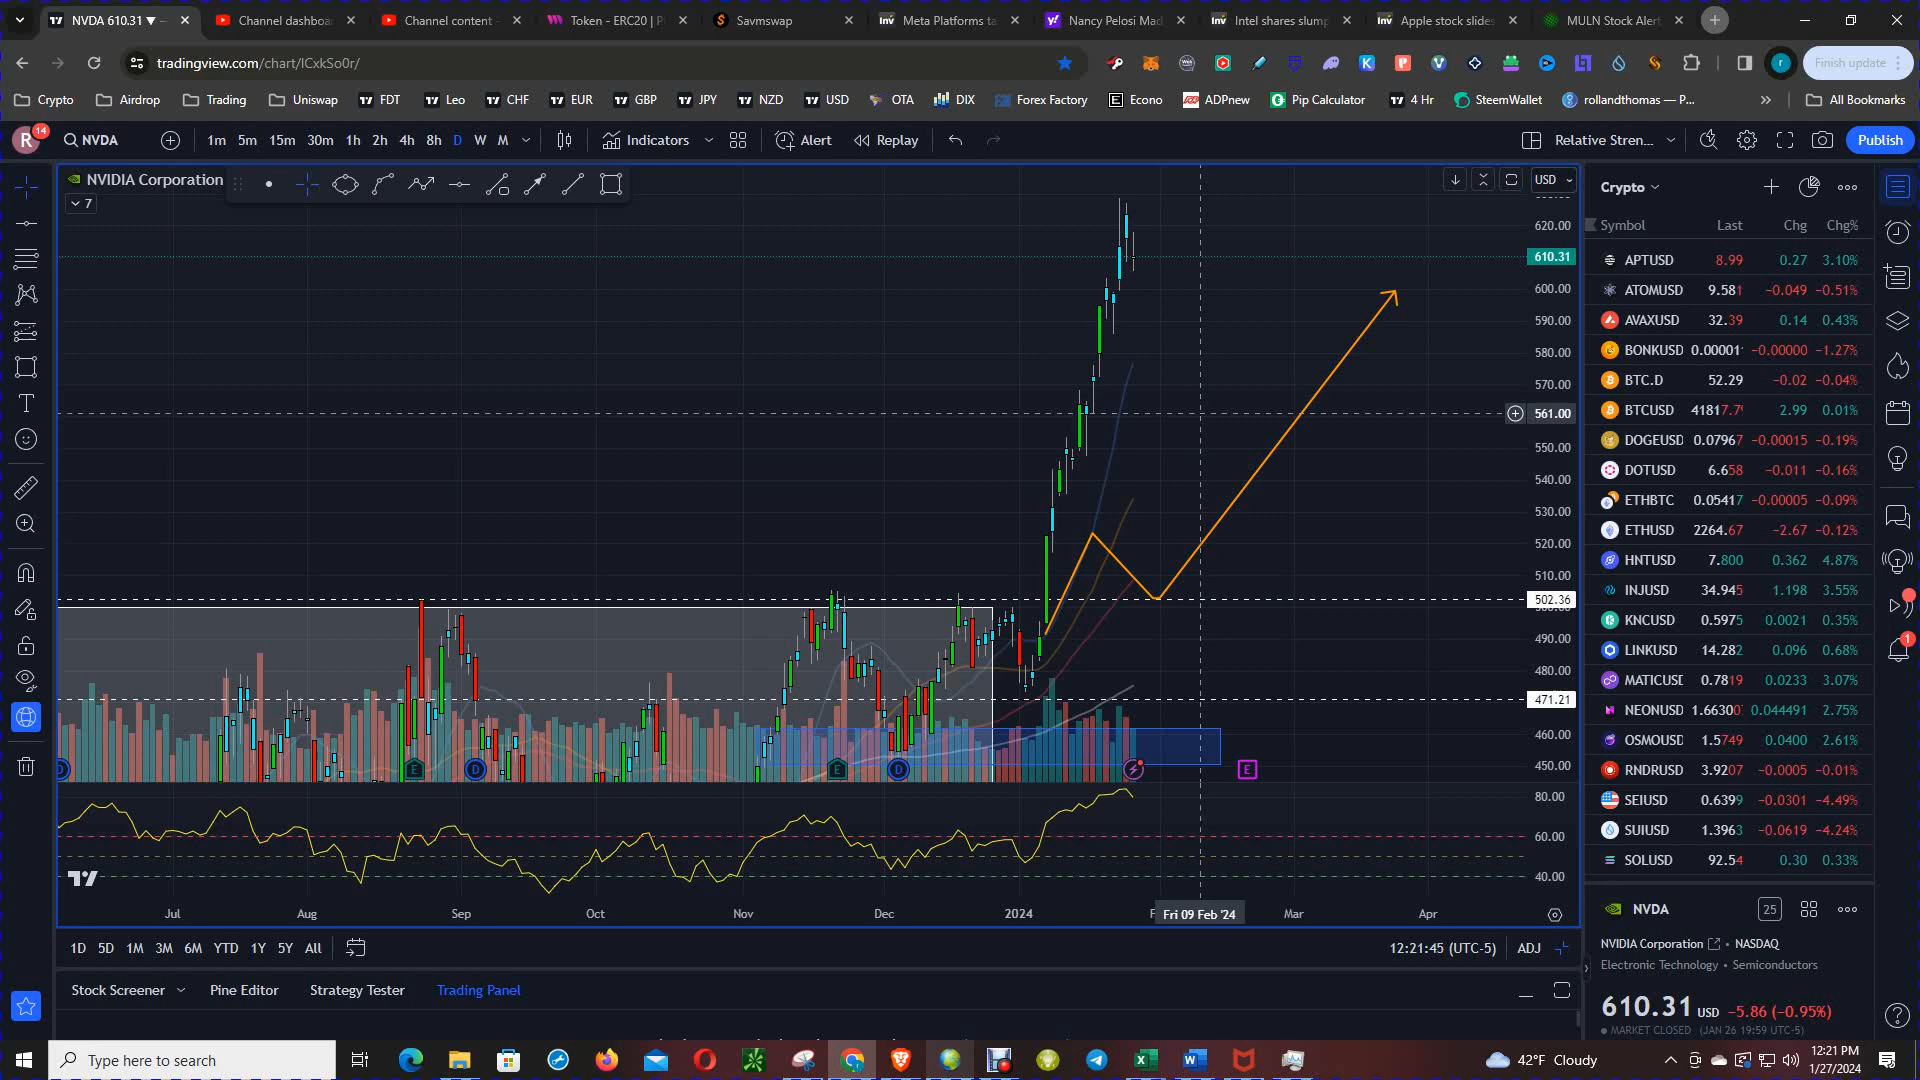 NVDA 610.31 ▼ −
Channel dashboa
Channel content -
Token - ERC20 | P
Savmswap
Meta Platforms ta
Nancy Pelosi Mad
Intel shares slump
Apple stock slides
MULN Stock Alert
tradingview.com/chart/lCxkSo0r/
Finish update
Crypto
Airdrop
Trading
Uniswap
FDT
Leo
CHF
EUR
GBP
JPY
NZD
USD
OTA
DIX
Forex Factory
Econo
ADPnew
Pip Calculator
4 Hr
SteemWallet
rollandthomas — P...
All Bookmarks
R 14
NVDA
1m 5m 15m 30m 1h 2h 4h 8h D W M
Indicators
Alert
Replay
Relative Stren...
Publish
NVIDIA Corporation
7
USD
620.00
610.31
600.00
590.00
580.00
570.00
561.00
550.00
540.00
530.00
520.00
510.00
502.36
490.00
480.00
471.21
460.00
450.00
80.00
60.00
40.00
D E D E D E
Jul Aug Sep Oct Nov Dec 2024 Fri 09 Feb '24 Mar Apr
1D 5D 1M 3M 6M YTD 1Y 5Y All
12:21:45 (UTC-5) ADJ
Stock Screener
Pine Editor
Strategy Tester
Trading Panel
Crypto
Symbol Last Chg Chg%
APTUSD 8.99 0.27 3.10%
ATOMUSD 9.581 −0.049 −0.51%
AVAXUSD 32.39 0.14 0.43%
BONKUSD 0.00001 −0.00000 −1.27%
BTC.D 52.29 −0.02 −0.04%
BTCUSD 41817.7 2.99 0.01%
DOGEUSD 0.07967 −0.00015 −0.19%
DOTUSD 6.658 −0.011 −0.16%
ETHBTC 0.05417 −0.00005 −0.09%
ETHUSD 2264.67 −2.67 −0.12%
HNTUSD 7.800 0.362 4.87%
INJUSD 34.945 1.198 3.55%
KNCUSD 0.5975 0.0021 0.35%
LINKUSD 14.282 0.096 0.68%
MATICUSD 0.7819 0.0233 3.07%
NEONUSD 1.66300 0.044491 2.75%
OSMOUSD 1.5749 0.0400 2.61%
RNDRUSD 3.9207 −0.0005 −0.01%
SEIUSD 0.6399 −0.0301 −4.49%
SUIUSD 1.3963 −0.0619 −4.24%
SOLUSD 92.54 0.30 0.33%
NVDA
25
NVIDIA Corporation • NASDAQ
Electronic Technology • Semiconductors
610.31 USD −5.86 (−0.95%)
MARKET CLOSED (JAN 26 19:59 UTC-5)
Type here to search
42°F Cloudy
12:21 PM
1/27/2024